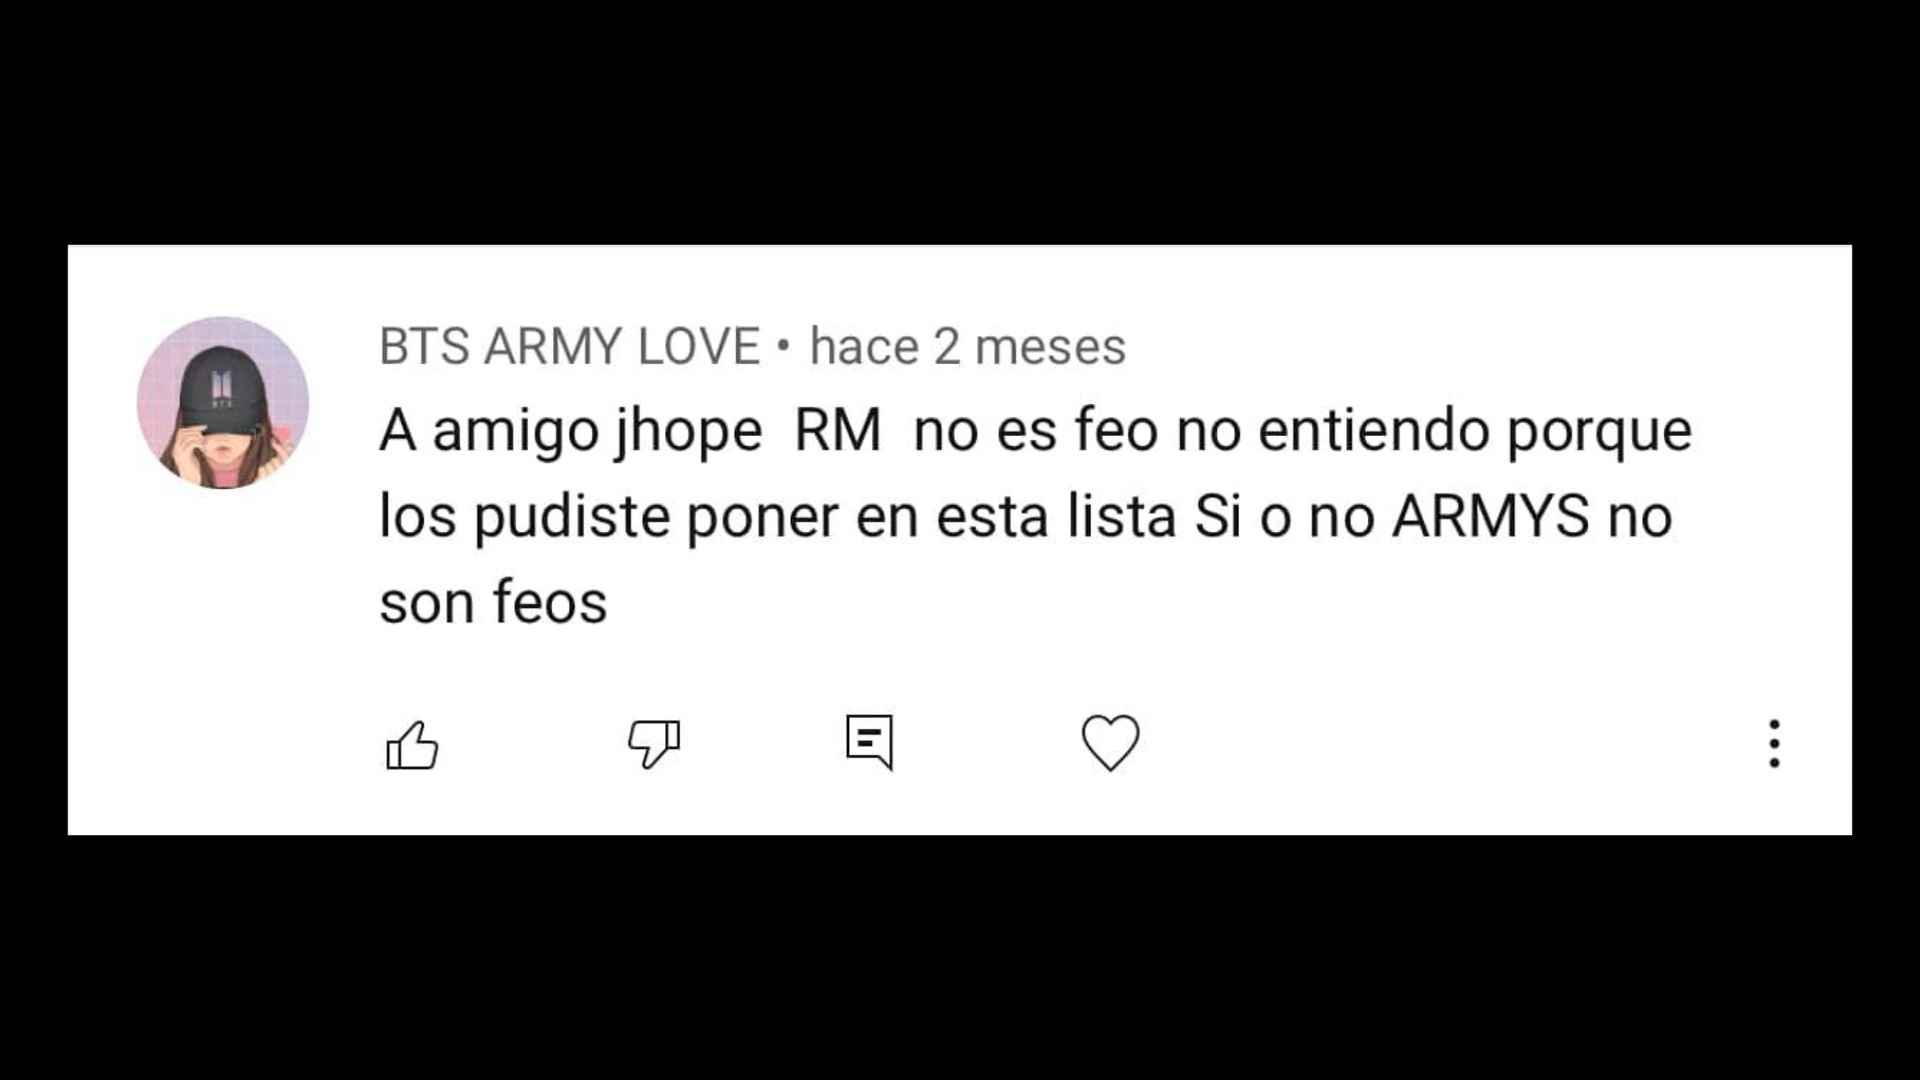 BTS ARMY LOVE • hace 2 meses
A amigo jhope RM no es feo no entiendo porque
los pudiste poner en esta lista Si o no ARMYS no
son feos
BTS